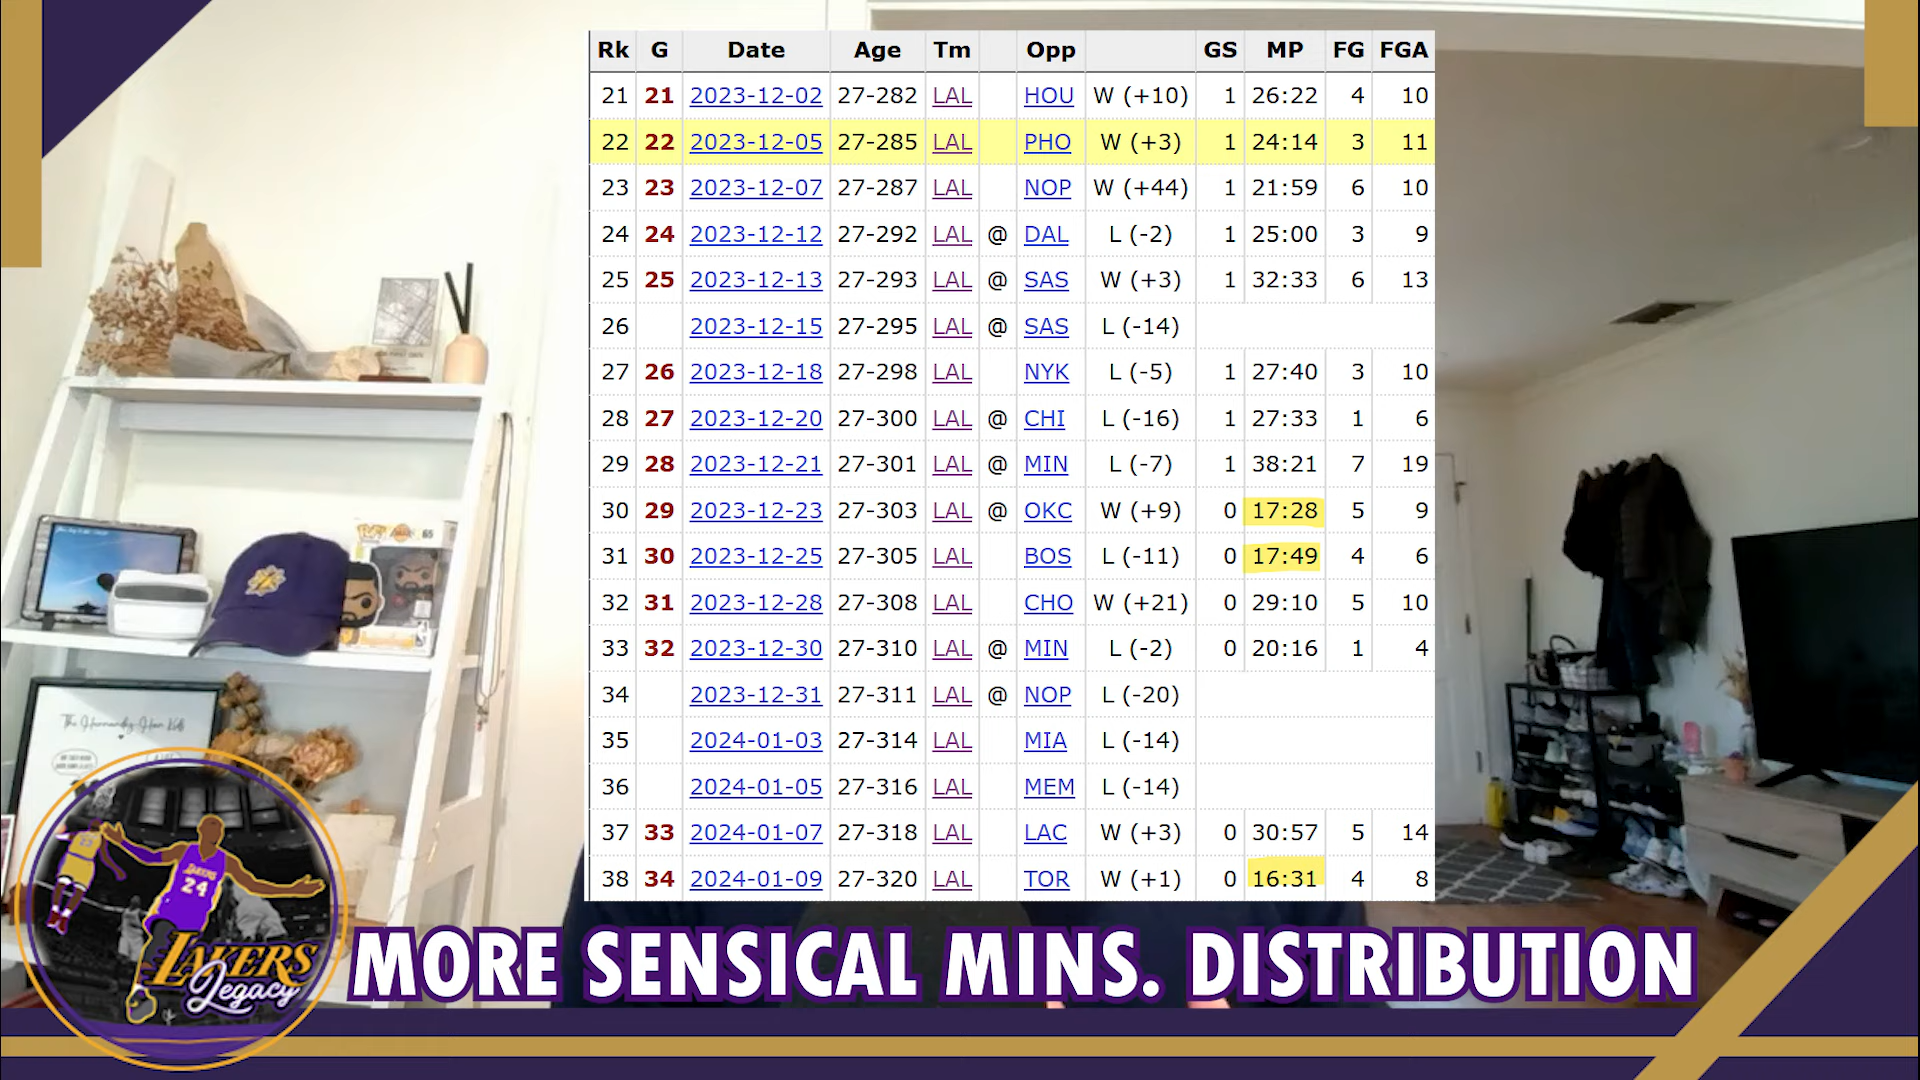 Rk G Date Age Tm Opp GS MP FG FGA
21 21 2023-12-02 27-282 LAL HOU W (+10) 1 26:22 4 10
22 22 2023-12-05 27-285 LAL PHO W (+3) 1 24:14 3 11
23 23 2023-12-07 27-287 LAL NOP W (+44) 1 21:59 6 10
24 24 2023-12-12 27-292 LAL @ DAL L (-2) 1 25:00 3 9
25 25 2023-12-13 27-293 LAL @ SAS W (+3) 1 32:33 6 13
26 2023-12-15 27-295 LAL @ SAS L (-14)
27 26 2023-12-18 27-298 LAL NYK L (-5) 1 27:40 3 10
28 27 2023-12-20 27-300 LAL @ CHI L (-16) 1 27:33 1 6
29 28 2023-12-21 27-301 LAL @ MIN L (-7) 1 38:21 7 19
30 29 2023-12-23 27-303 LAL @ OKC W (+9) 0 17:28 5 9
31 30 2023-12-25 27-305 LAL BOS L (-11) 0 17:49 4 6
32 31 2023-12-28 27-308 LAL CHO W (+21) 0 29:10 5 10
33 32 2023-12-30 27-310 LAL @ MIN L (-2) 0 20:16 1 4
34 2023-12-31 27-311 LAL @ NOP L (-20)
35 2024-01-03 27-314 LAL MIA L (-14)
36 2024-01-05 27-316 LAL MEM L (-14)
37 33 2024-01-07 27-318 LAL LAC W (+3) 0 30:57 5 14
38 34 2024-01-09 27-320 LAL TOR W (+1) 0 16:31 4 8
POP!
65
The
LAKERS
24
23
LAKERS
Legacy
MORE SENSICAL MINS. DISTRIBUTION